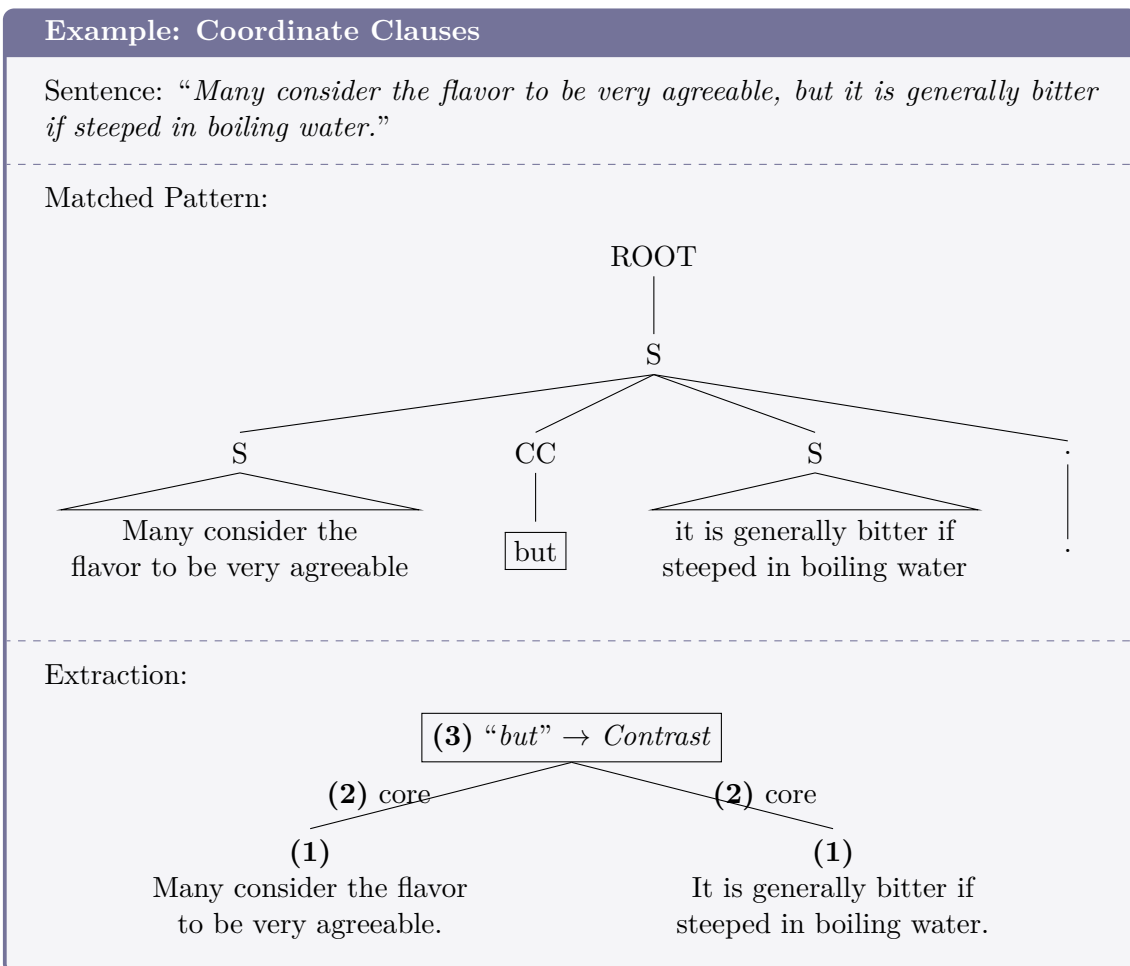 Example: Coordinate Clauses
Sentence: “Many consider the flavor to be very agreeable, but it is generally bitter
if steeped in boiling water.”
Matched Pattern:
ROOT
S
S CC S .
Many consider the
flavor to be very agreeable
but
it is generally bitter if
steeped in boiling water
.
Extraction:
(3) “but” → Contrast
(2) core (2) core
(1)
Many consider the flavor
to be very agreeable.
(1)
It is generally bitter if
steeped in boiling water.